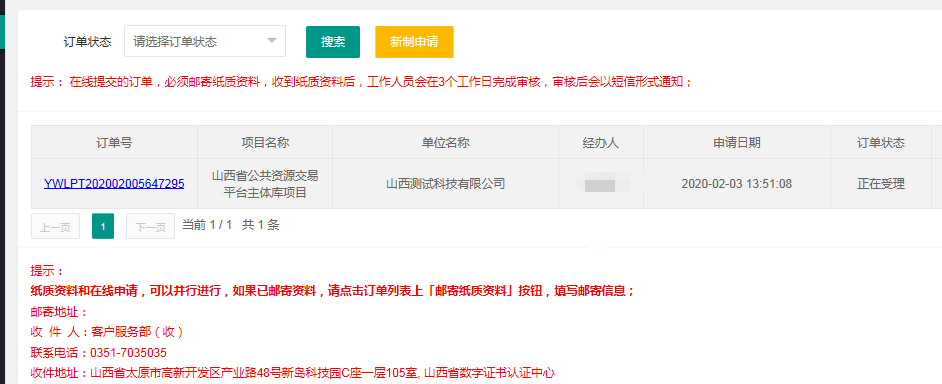 订单状态 请选择订单状态 搜索 新制申请
提示： 在线提交的订单，必须邮寄纸质资料，收到纸质资料后，工作人员会在3个工作日完成审核，审核后会以短信形式通知；
订单号 项目名称 单位名称 经办人 申请日期 订单状态
YWLPT202002005647295 山西省公共资源交易 山西测试科技有限公司 2020-02-03 13:51:08 正在受理
平台主体库项目
上一页 1 下一页 当前 1 / 1 共 1 条
提示：
纸质资料和在线申请，可以并行进行，如果已邮寄资料，请点击订单列表上「邮寄纸质资料」按钮，填写邮寄信息；
邮寄地址：
收 件 人：客户服务部（收）
联系电话：0351-7035035
收件地址：山西省太原市高新开发区产业路48号新岛科技园C座一层105室, 山西省数字证书认证中心